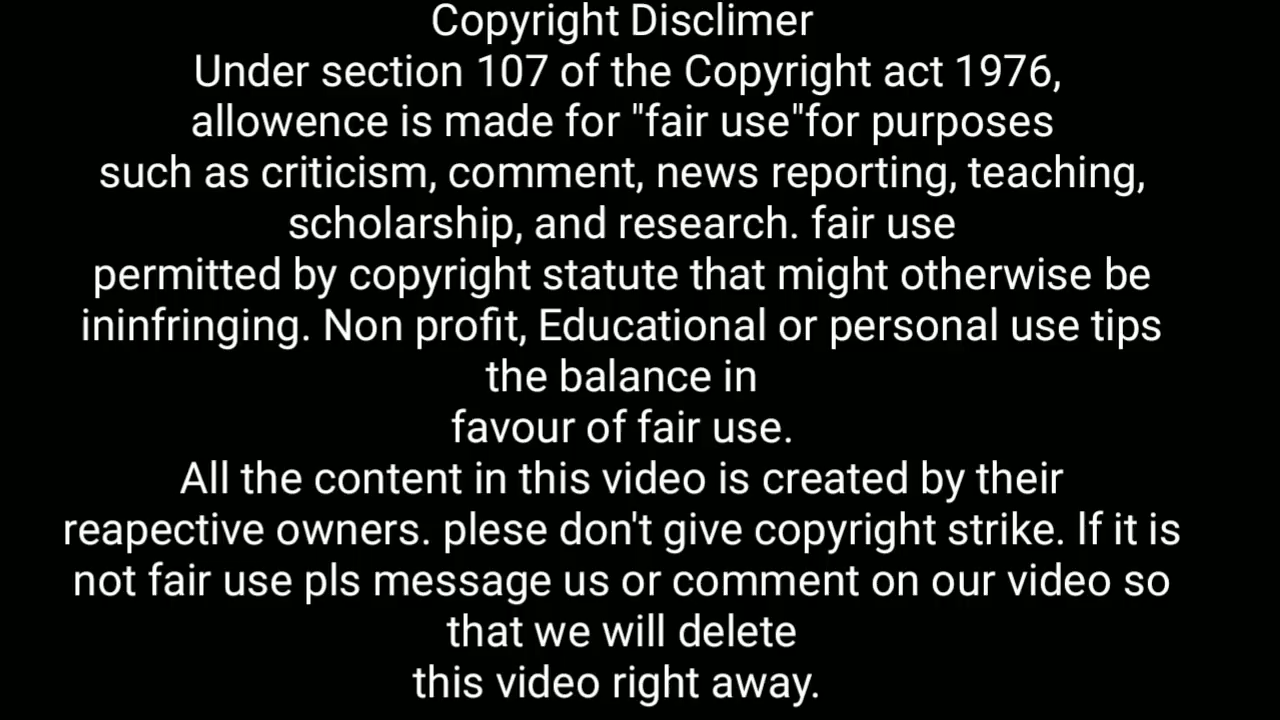 Copyright Disclimer
Under section 107 of the Copyright act 1976,
allowence is made for "fair use"for purposes
such as criticism, comment, news reporting, teaching,
scholarship, and research. fair use
permitted by copyright statute that might otherwise be
ininfringing. Non profit, Educational or personal use tips
the balance in
favour of fair use.
All the content in this video is created by their
reapective owners. plese don't give copyright strike. If it is
not fair use pls message us or comment on our video so
that we will delete
this video right away.